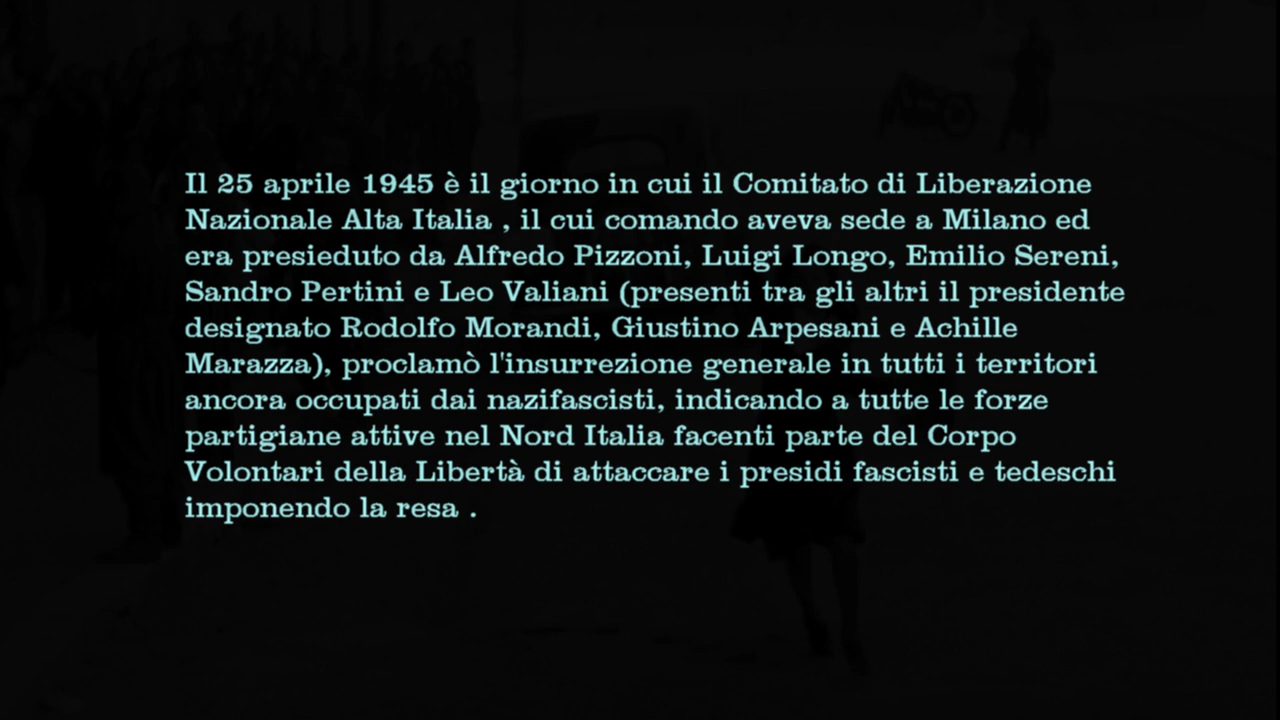 Il 25 aprile 1945 è il giorno in cui il Comitato di Liberazione
Nazionale Alta Italia , il cui comando aveva sede a Milano ed
era presieduto da Alfredo Pizzoni, Luigi Longo, Emilio Sereni,
Sandro Pertini e Leo Valiani (presenti tra gli altri il presidente
designato Rodolfo Morandi, Giustino Arpesani e Achille
Marazza), proclamò l'insurrezione generale in tutti i territori
ancora occupati dai nazifascisti, indicando a tutte le forze
partigiane attive nel Nord Italia facenti parte del Corpo
Volontari della Libertà di attaccare i presidi fascisti e tedeschi
imponendo la resa .